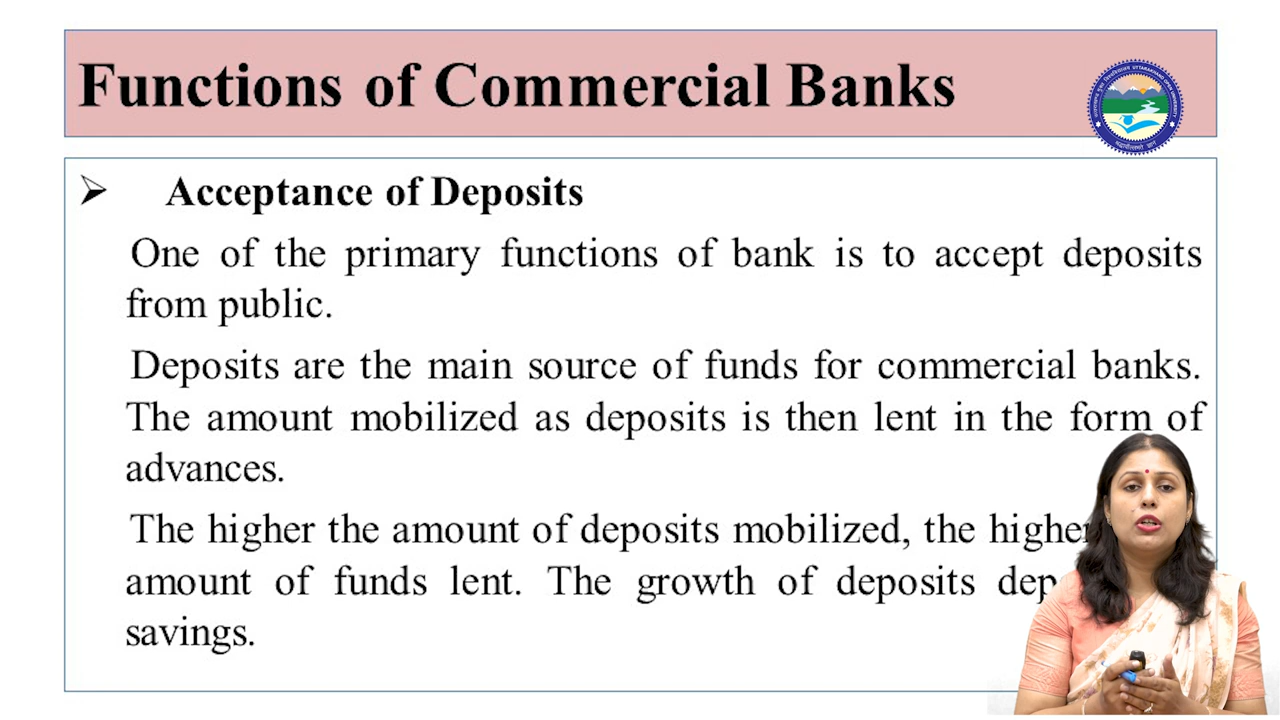 Functions of Commercial Banks
UTTARAKHAND OPEN UNIVERSITY
➢ Acceptance of Deposits
One of the primary functions of bank is to accept deposits
from public.
Deposits are the main source of funds for commercial banks.
The amount mobilized as deposits is then lent in the form of
advances.
The higher the amount of deposits mobilized, the higher
amount of funds lent. The growth of deposits
savings.